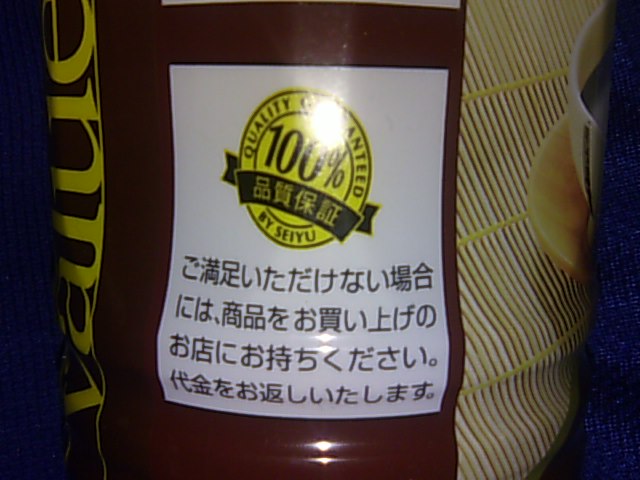 Value
QUALITY GUARANTEED
100%
品質保証
BY SEIYU
ご満足いただけない場合
には、商品をお買い上げの
お店にお持ちください。
代金をお返しいたします。